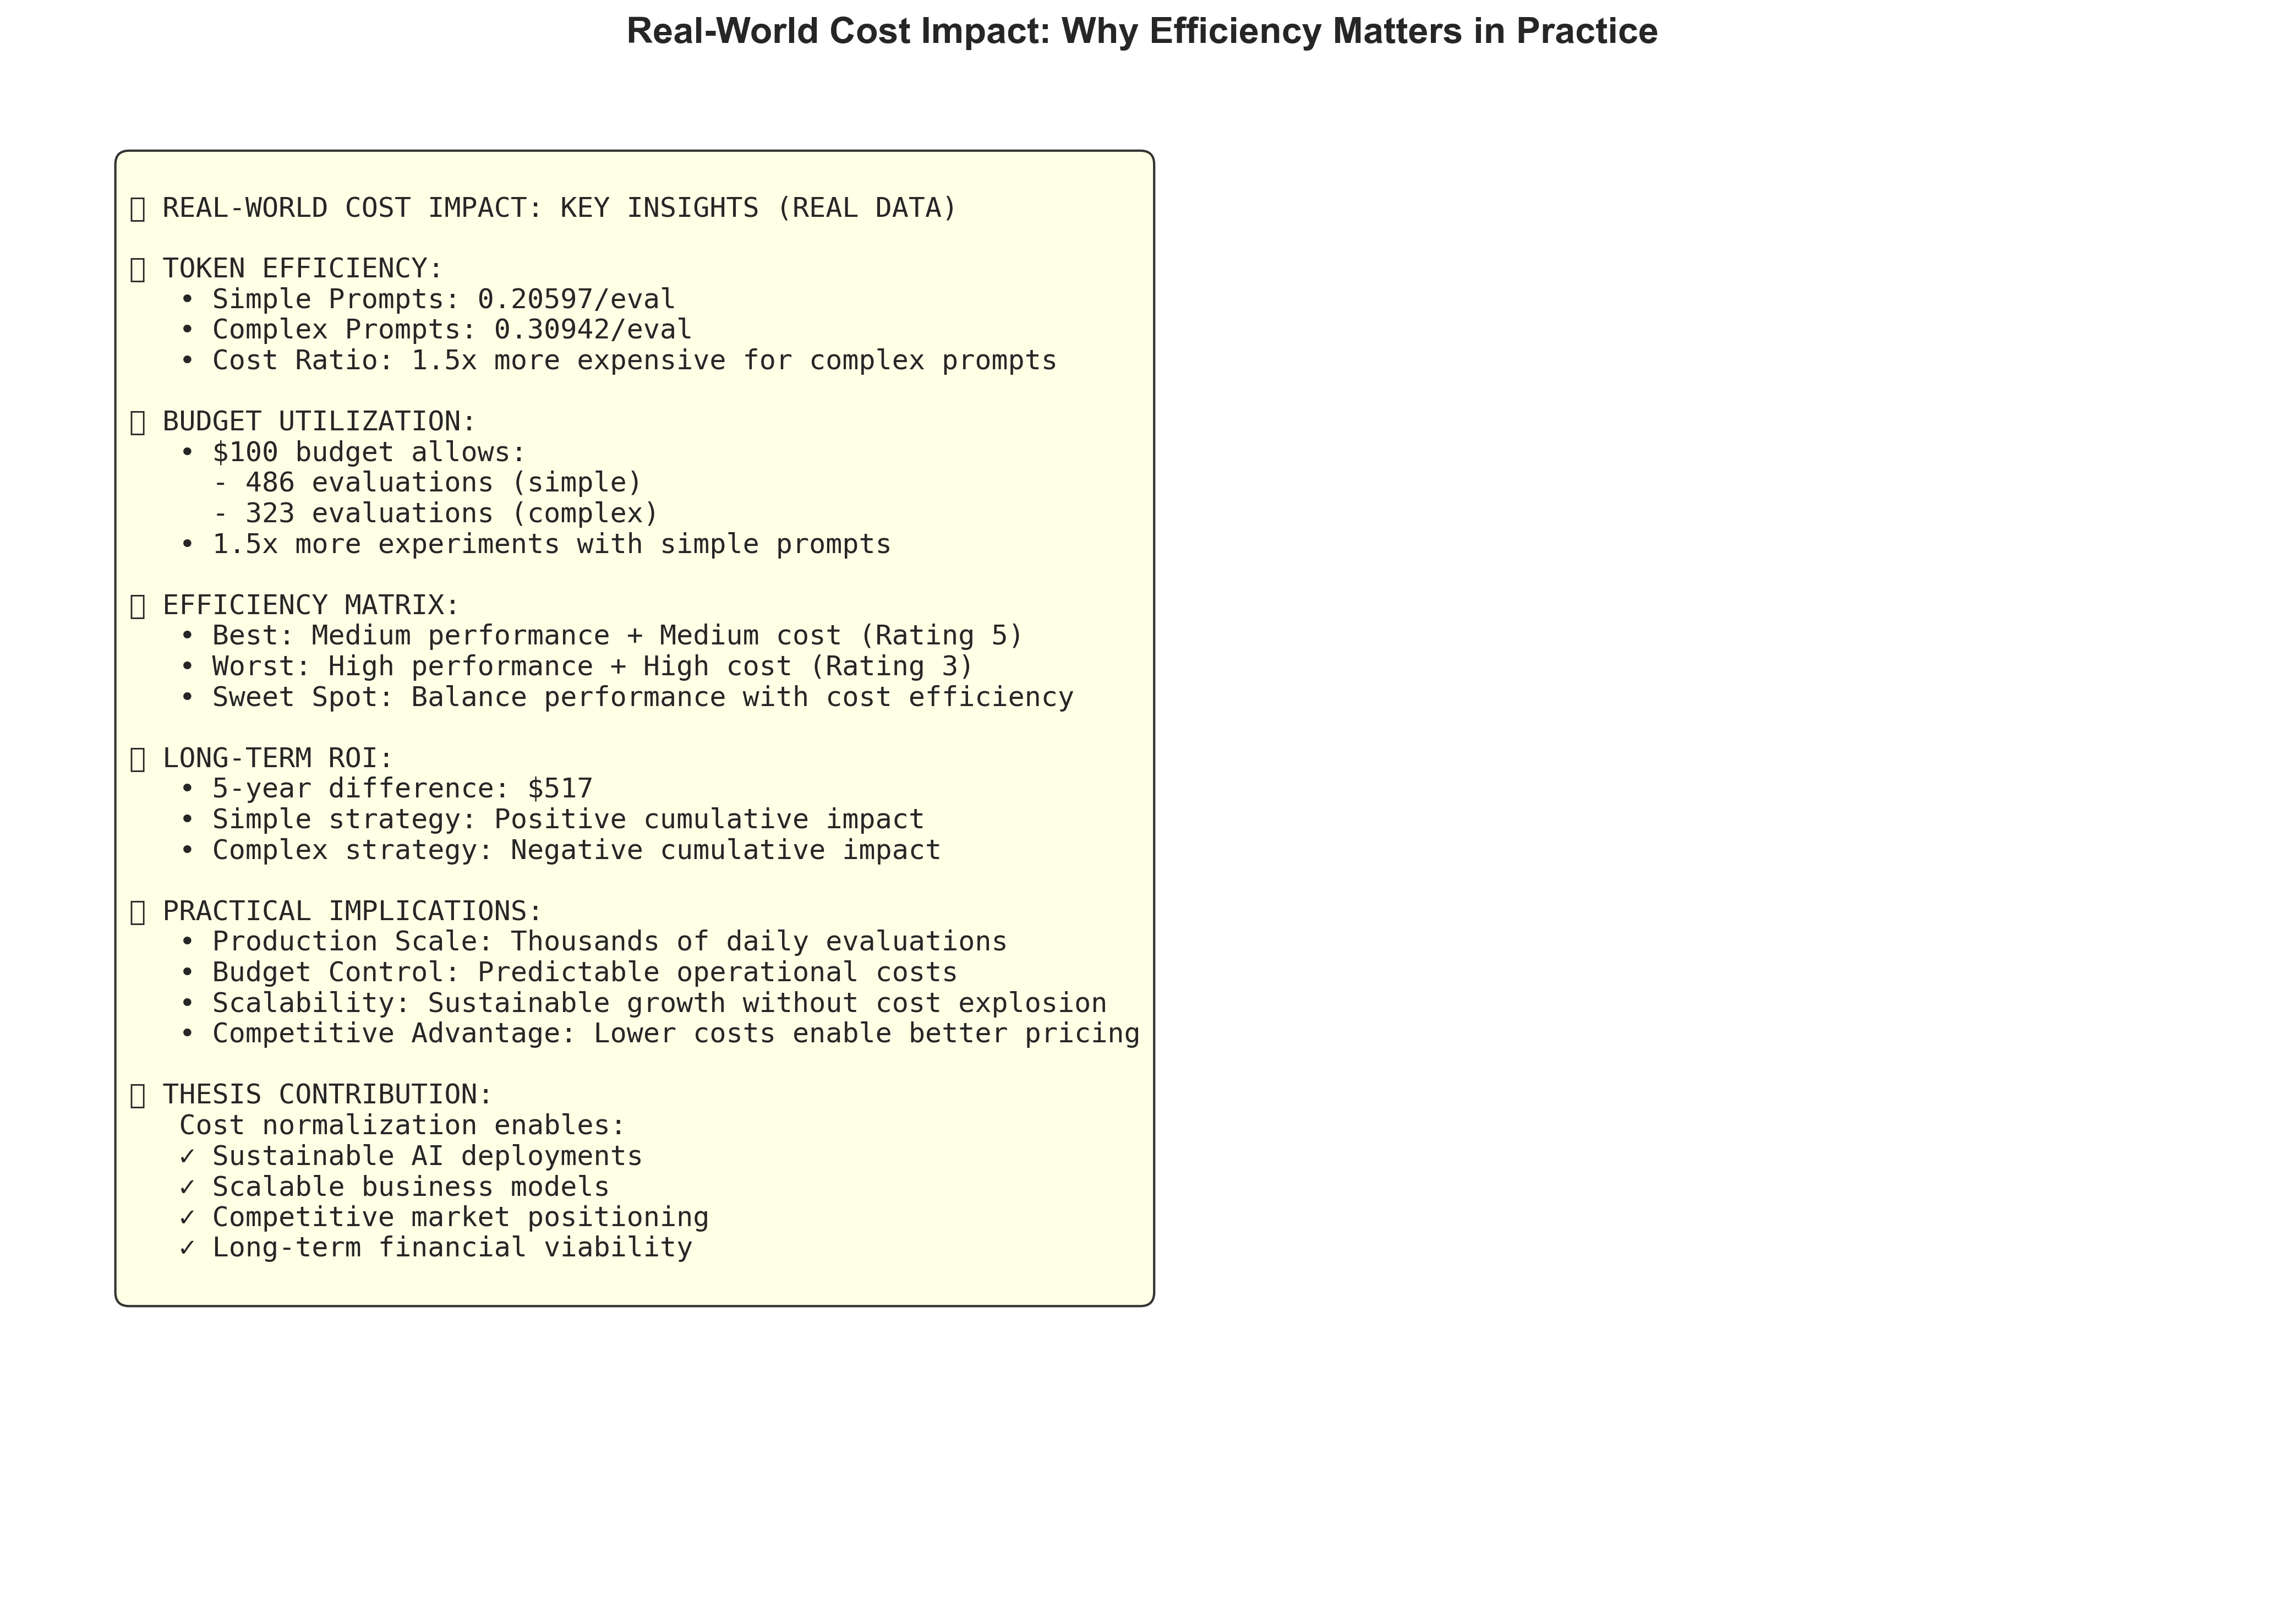 Real-World Cost Impact: Why Efficiency Matters in Practice
REAL-WORLD COST IMPACT: KEY INSIGHTS (REAL DATA)
TOKEN EFFICIENCY:
• Simple Prompts: 0.20597/eval
• Complex Prompts: 0.30942/eval
• Cost Ratio: 1.5x more expensive for complex prompts
BUDGET UTILIZATION:
• $100 budget allows:
- 486 evaluations (simple)
- 323 evaluations (complex)
• 1.5x more experiments with simple prompts
EFFICIENCY MATRIX:
• Best: Medium performance + Medium cost (Rating 5)
• Worst: High performance + High cost (Rating 3)
• Sweet Spot: Balance performance with cost efficiency
LONG-TERM ROI:
• 5-year difference: $517
• Simple strategy: Positive cumulative impact
• Complex strategy: Negative cumulative impact
PRACTICAL IMPLICATIONS:
• Production Scale: Thousands of daily evaluations
• Budget Control: Predictable operational costs
• Scalability: Sustainable growth without cost explosion
• Competitive Advantage: Lower costs enable better pricing
THESIS CONTRIBUTION:
Cost normalization enables:
✓ Sustainable AI deployments
✓ Scalable business models
✓ Competitive market positioning
✓ Long-term financial viability